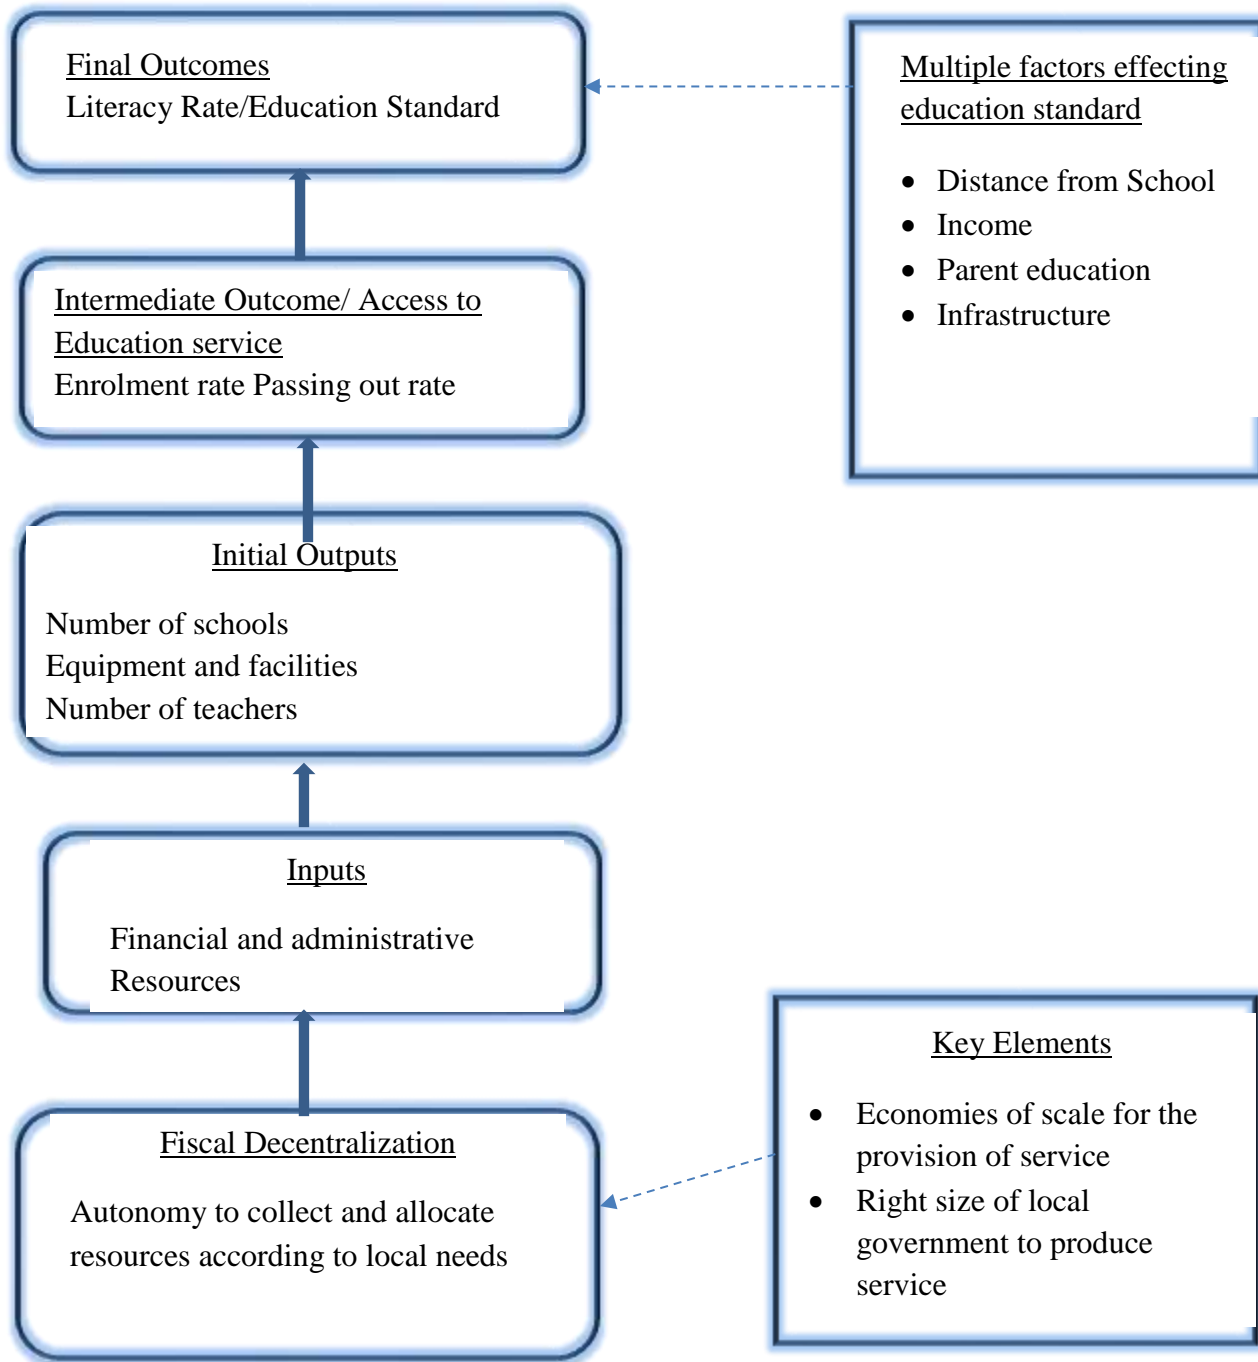 Final Outcomes
Literacy Rate/Education Standard
Multiple factors effecting
education standard
• Distance from School
• Income
• Parent education
• Infrastructure
Intermediate Outcome/ Access to
Education service
Enrolment rate Passing out rate
Initial Outputs
Number of schools
Equipment and facilities
Number of teachers
Inputs
Financial and administrative
Resources
Fiscal Decentralization
Autonomy to collect and allocate
resources according to local needs
Key Elements
• Economies of scale for the
provision of service
• Right size of local
government to produce
service